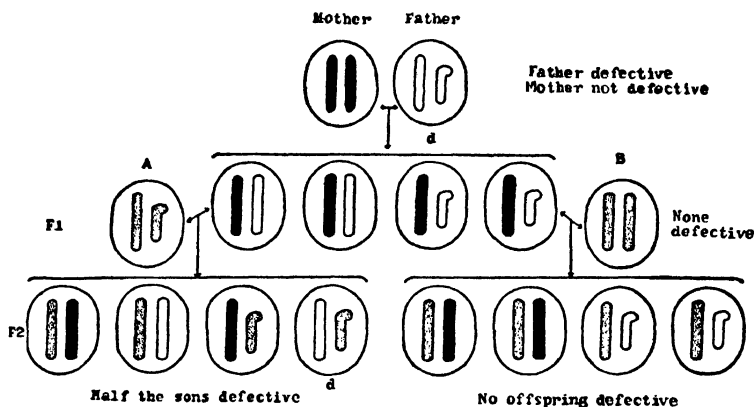 Mother Father
Father defective
Mother not defective
d
A
B
F1
None
defective
F2
d
Half the sons defective
No offspring defective